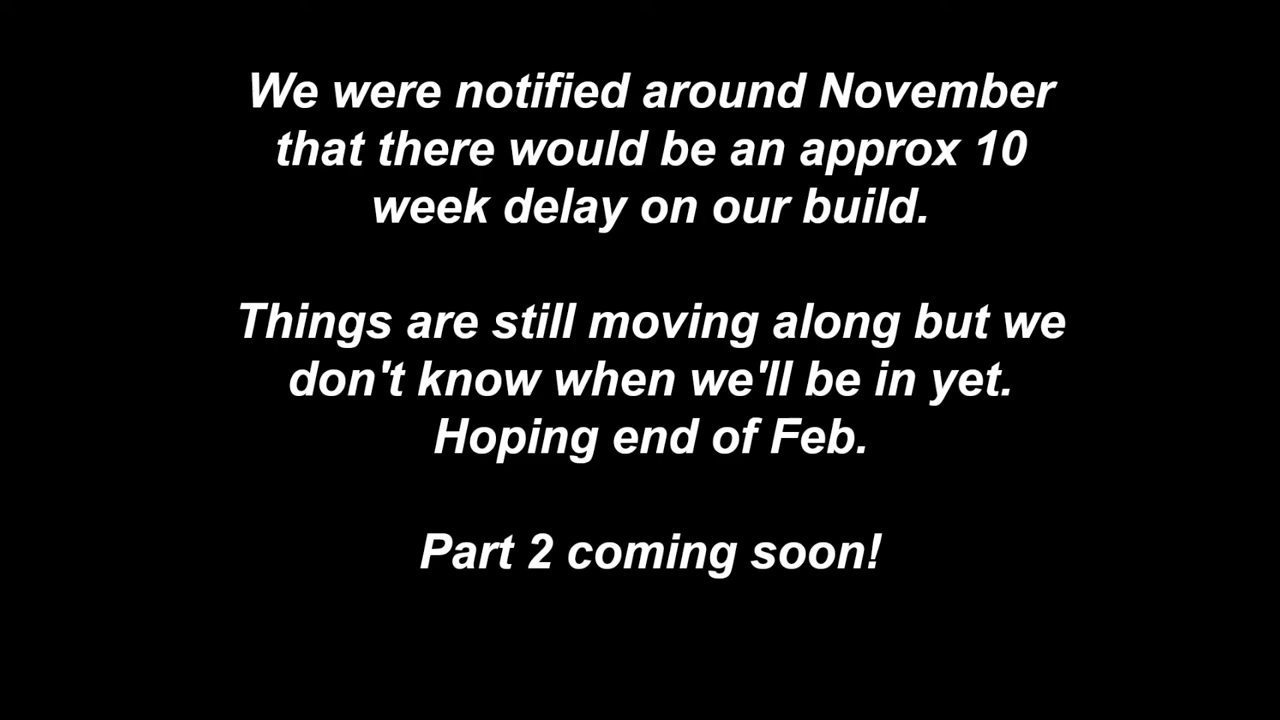 We were notified around November
that there would be an approx 10
week delay on our build.
Things are still moving along but we
don't know when we'll be in yet.
Hoping end of Feb.
Part 2 coming soon!